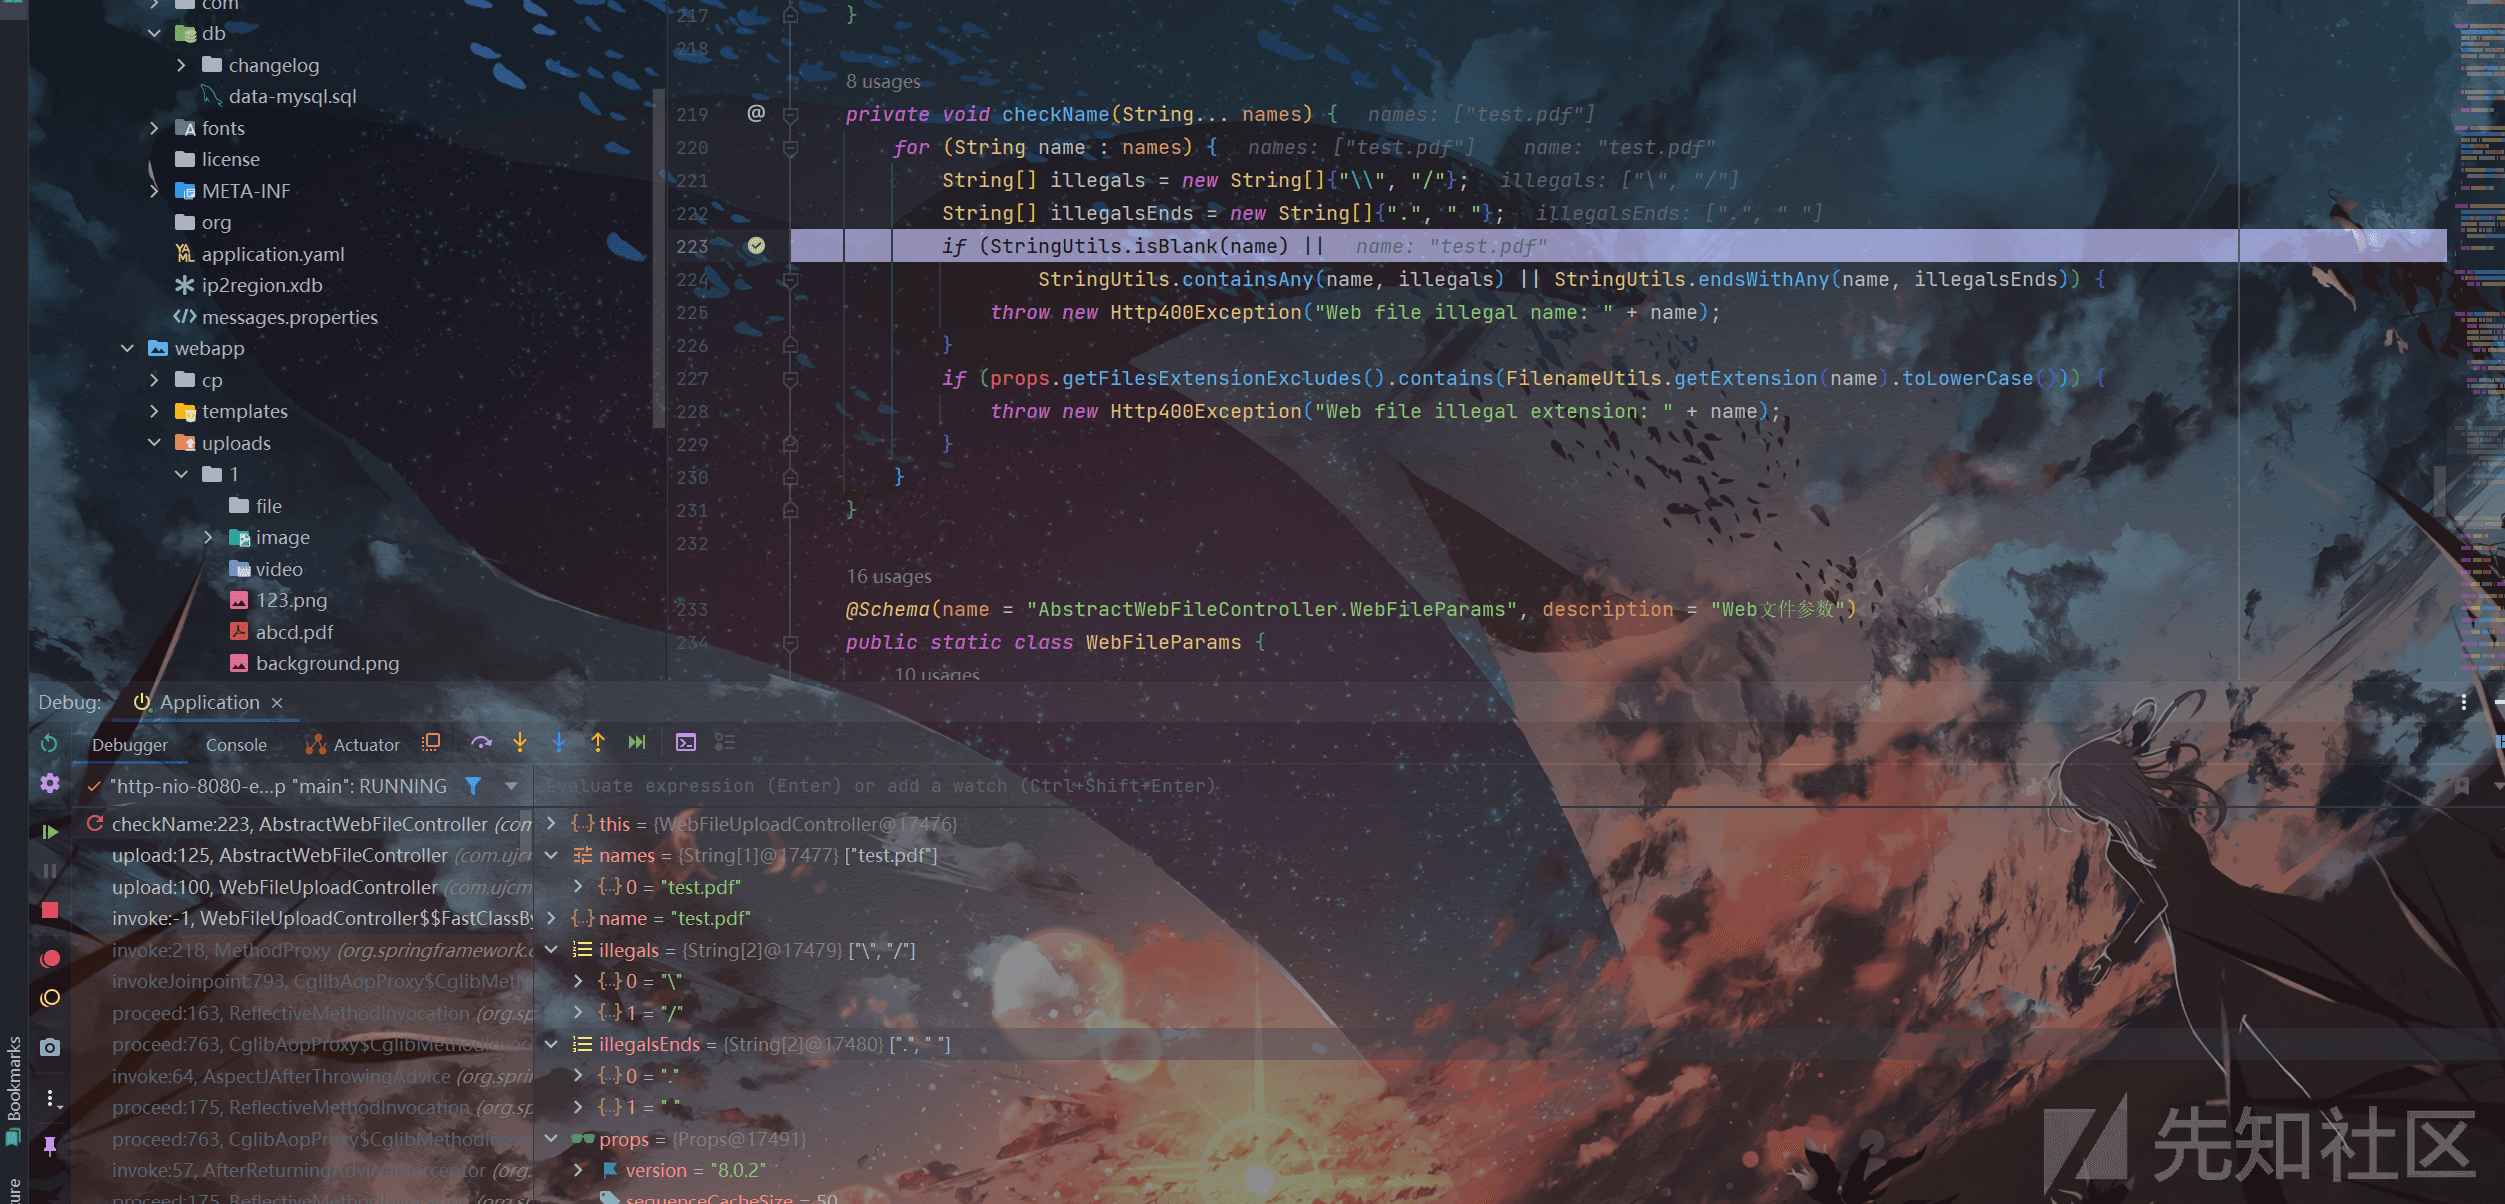 com
db
changelog
data-mysql.sql
fonts
license
META-INF
org
application.yaml
ip2region.xdb
messages.properties
webapp
cp
templates
uploads
1
file
image
video
123.png
abcd.pdf
background.png
217 }
218
8 usages
219 @ private void checkName(String... names) { names: ["test.pdf"]
220 for (String name : names) { names: ["test.pdf"] name: "test.pdf"
221 String[] illegals = new String[]{"\\", "/"}; illegals: ["\", "/"]
222 String[] illegalsEnds = new String[]{".", " "}; illegalsEnds: [".", " "]
223 if (StringUtils.isBlank(name) || name: "test.pdf"
224 StringUtils.containsAny(name, illegals) || StringUtils.endsWithAny(name, illegalsEnds)) {
225 throw new Http400Exception("Web file illegal name: " + name);
226 }
227 if (props.getFilesExtensionExcludes().contains(FilenameUtils.getExtension(name).toLowerCase())) {
228 throw new Http400Exception("Web file illegal extension: " + name);
229 }
230 }
231 }
232
16 usages
233 @Schema(name = "AbstractWebFileController.WebFileParams", description = "Web文件参数")
234 public static class WebFileParams {
10 usages
Debug: Application ×
Debugger Console Actuator
"http-nio-8080-e...p "main": RUNNING
Evaluate expression (Enter) or add a watch (Ctrl+Shift+Enter)
checkName:223, AbstractWebFileController (com
upload:125, AbstractWebFileController (com.ujcm
upload:100, WebFileUploadController (com.ujcm
invoke:-1, WebFileUploadController$$FastClassBy
invoke:218, MethodProxy (org.springframework.c
invokeJoinpoint:793, CglibAopProxy$CglibMeth
proceed:163, ReflectiveMethodInvocation (org.sp
proceed:763, CglibAopProxy$CglibMethodInvoc
invoke:64, AspectJAfterThrowingAdvice (org.sprin
proceed:175, ReflectiveMethodInvocation (org.sp
proceed:763, CglibAopProxy$CglibMethodInvoc
invoke:57, AfterReturningAdviceInterceptor (org.
proceed:175, ReflectiveMethodInvocation (org.sp
this = {WebFileUploadController@17476}
names = {String[1]@17477} ["test.pdf"]
0 = "test.pdf"
name = "test.pdf"
illegals = {String[2]@17479} ["\", "/"]
0 = "\"
1 = "/"
illegalsEnds = {String[2]@17480} [".", " "]
0 = "."
1 = " "
props = {Props@17491}
version = "8.0.2"
sequenceCacheSize = 50
Bookmarks
先知社区